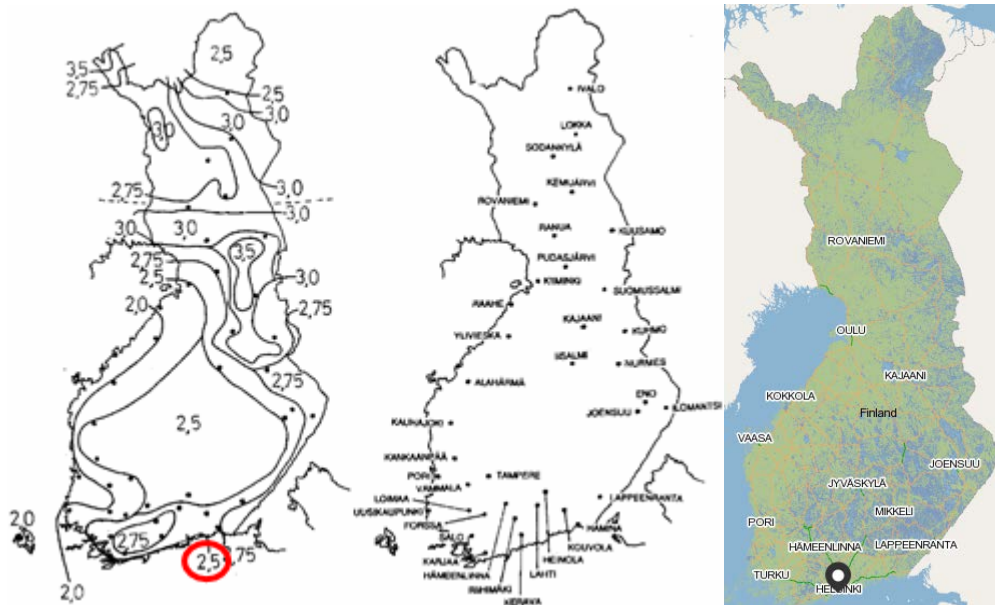 2,5
3,5
2,75
2,5
3,0
3,0
3,0
2,75
3,0
3,0
3,0
3,0
2,75
3,5
2,5
3,0
2,0
2,75
2,75
2,5
2,0
2,75
2,5
2,75
2,0
IVALO
LOKKA
SODANKYLÄ
KEMIJÄRVI
ROVANIEMI
RANUA
KUUSAMO
PUDASJÄRVI
KIIMINKI
SUOMUSSALMI
RAAHE
KAJAANI
KUHMO
YLIVIESKA
IISALMI
NURMES
ALAHÄRMÄ
ENO
JOENSUU
ILOMANTSI
KAUHAJOKI
KANKAANPÄÄ
PORI
TAMPERE
VAMMALA
LOIMAA
LAPPEENRANTA
UUSIKAUPUNKI
FORSSA
HAMINA
SALO
KOUVOLA
KARJAA
HEINOLA
HÄMEENLINNA
LAHTI
RIIHIMÄKI
KERAVA
ROVANIEMI
OULU
KAJAANI
KOKKOLA
Finland
VAASA
JOENSUU
JYVÄSKYLÄ
MIKKELI
PORI
HÄMEENLINNA
LAPPEENRANTA
TURKU
HELSINKI